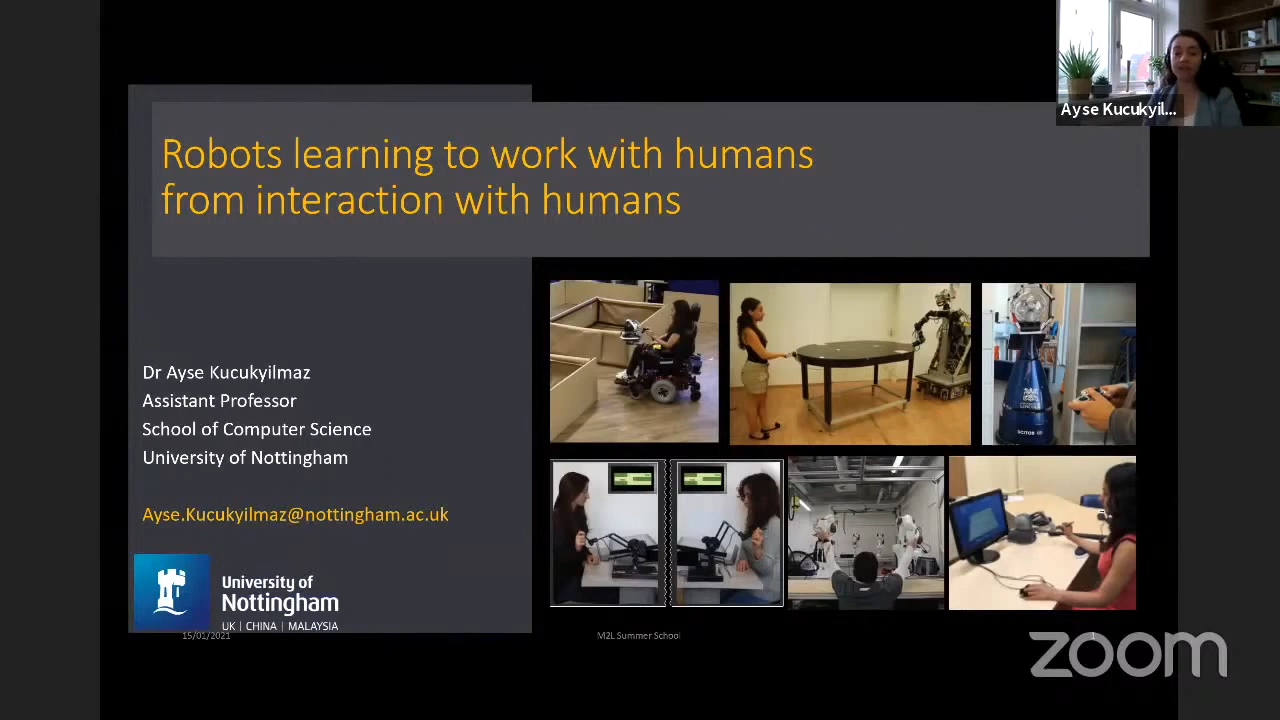 Ayse Kucukyil...
Robots learning to work with humans
from interaction with humans
Dr Ayse Kucukyilmaz
Assistant Professor
School of Computer Science
University of Nottingham
Ayse.Kucukyilmaz@nottingham.ac.uk
University of
Nottingham
UK | CHINA | MALAYSIA
15/01/2021
M2L Summer School
1
zoom